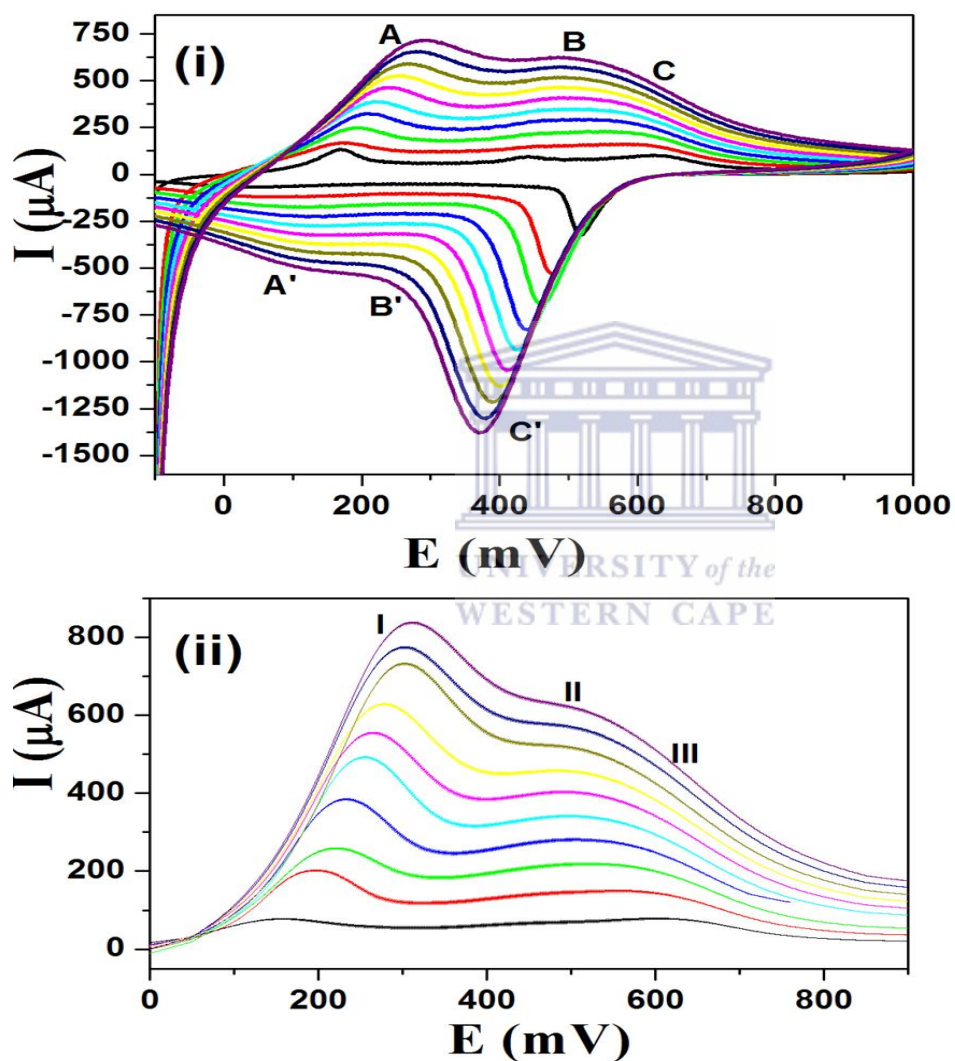 (i)
A
B
C
A'
B'
C'
I (µA)
750
500
250
0
-250
-500
-750
-1000
-1250
-1500
0
200
400
600
800
1000
E (mV)
UNIVERSITY of the
WESTERN CAPE
(ii)
I
II
III
I (µA)
800
600
400
200
0
0
200
400
600
800
E (mV)